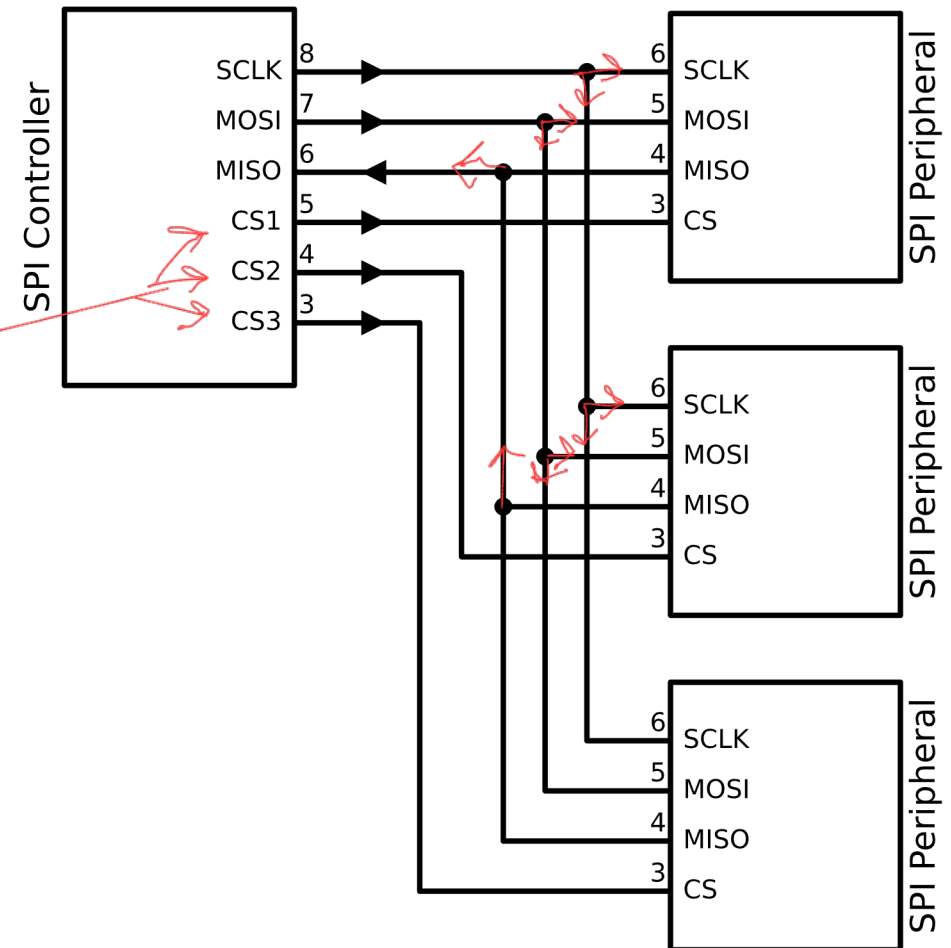 SPI Controller
SCLK 8
MOSI 7
MISO 6
CS1 5
CS2 4
CS3 3
6 SCLK
5 MOSI
4 MISO
3 CS
SPI Peripheral
6 SCLK
5 MOSI
4 MISO
3 CS
SPI Peripheral
6 SCLK
5 MOSI
4 MISO
3 CS
SPI Peripheral